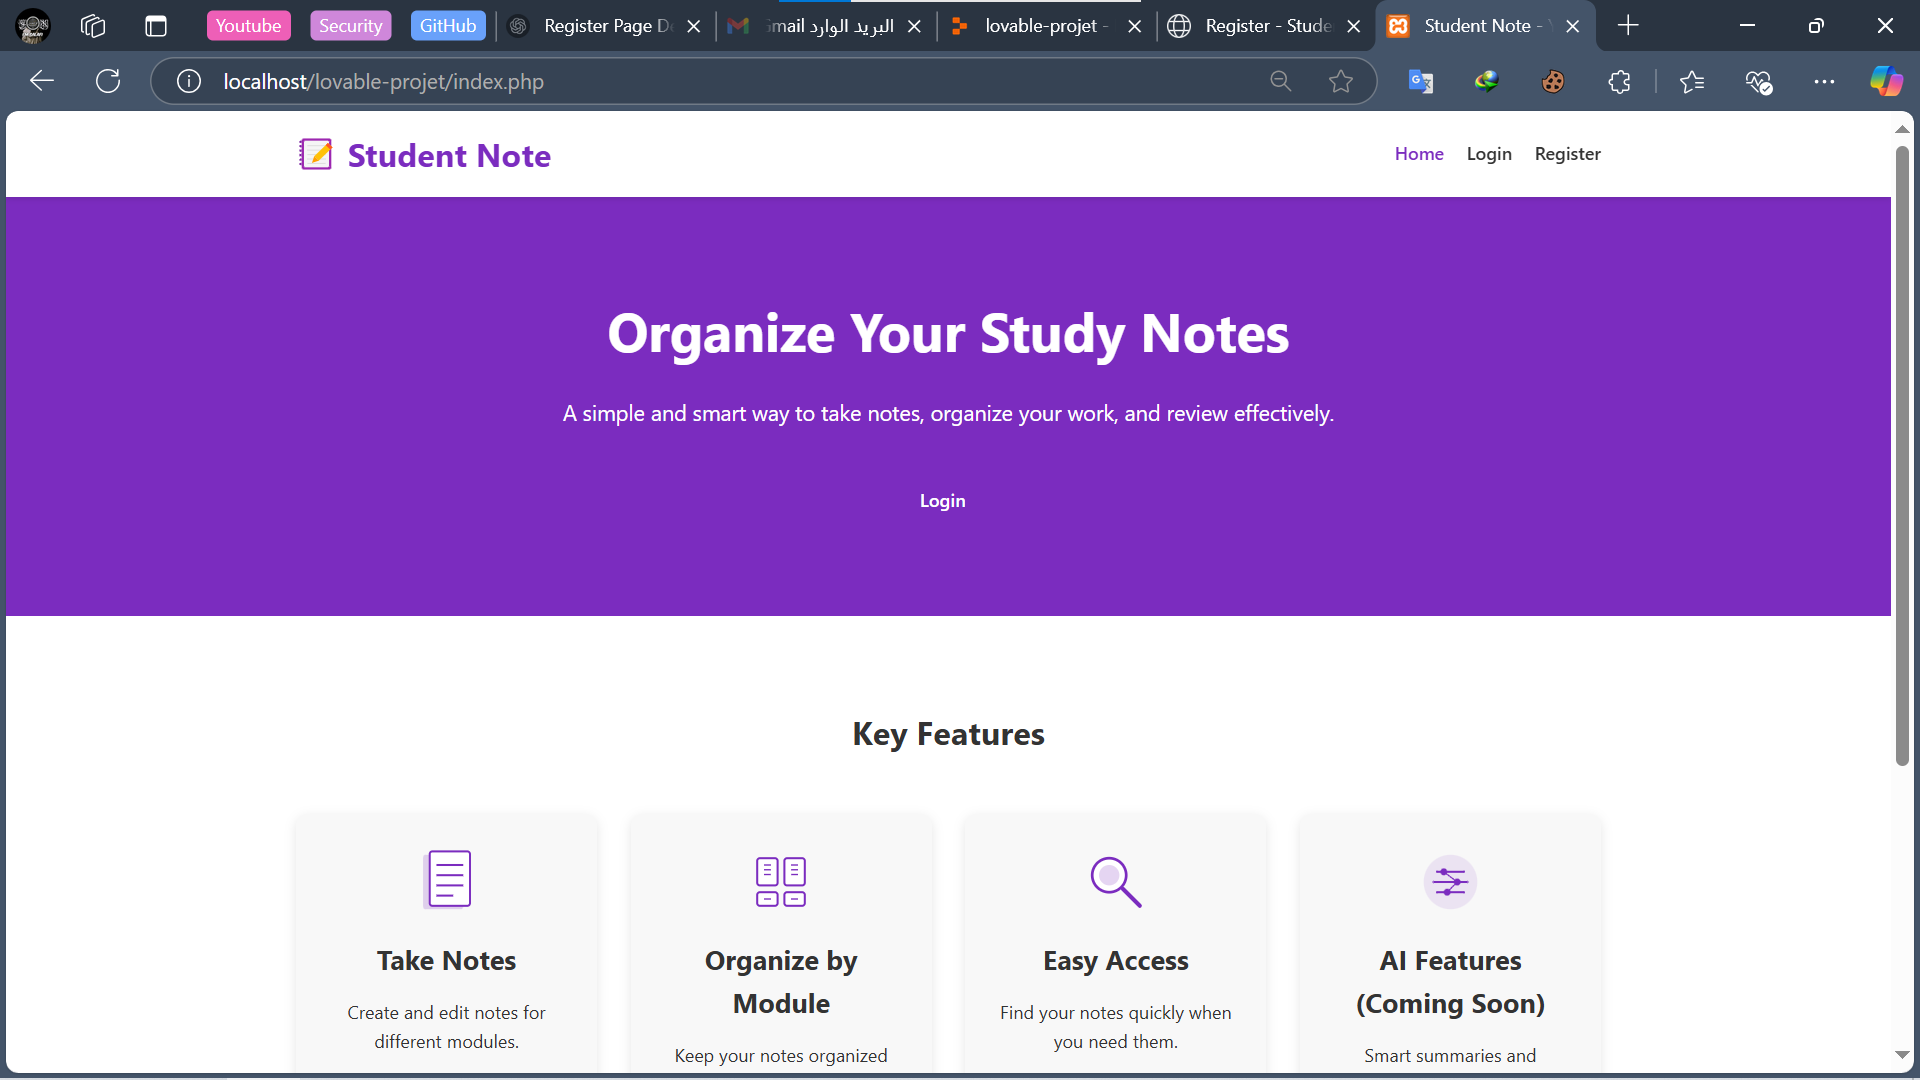 Youtube
Security
GitHub
Register Page De
البريد الوارد Gmail
lovable-projet -
Register - Stude
Student Note -
localhost/lovable-projet/index.php
Student Note
Home
Login
Register
Organize Your Study Notes
A simple and smart way to take notes, organize your work, and review effectively.
Login
Key Features
Take Notes
Create and edit notes for
different modules.
Organize by
Module
Keep your notes organized
Easy Access
Find your notes quickly when
you need them.
AI Features
(Coming Soon)
Smart summaries and